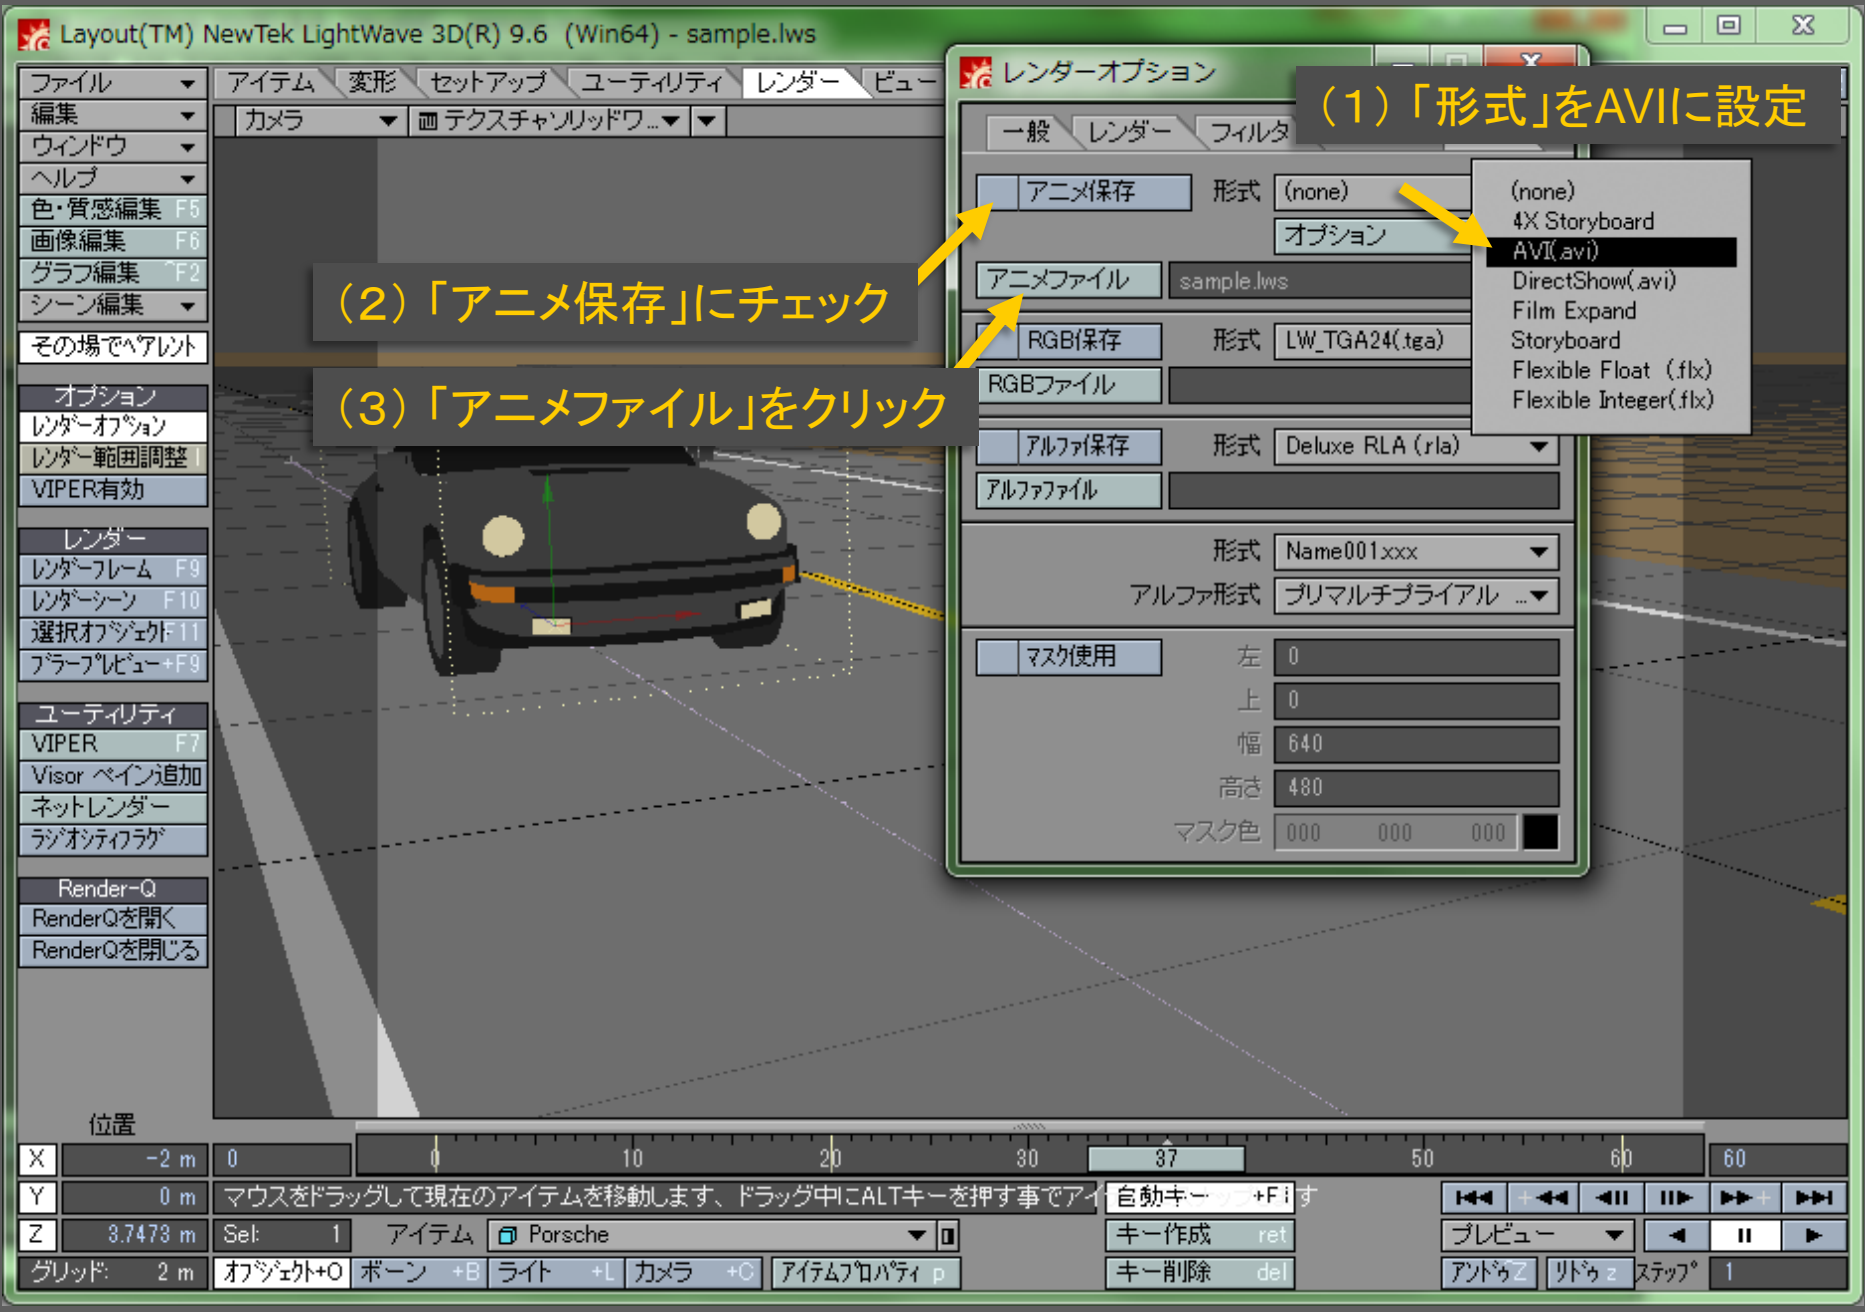 Layout(TM) NewTek LightWave 3D(R) 9.6 (Win64) - sample.lws
ファイル
編集
ウィンドウ
ヘルプ
色・質感編集 F5
画像編集 F6
グラフ編集 ^F2
シーン編集
その場でペアレント
オプション
レンダーオプション
レンダー範囲調整 l
VIPER有効
レンダー
レンダーフレーム F9
レンダーシーン F10
選択オブジェクト F11
ブラープレビュー +F9
ユーティリティ
VIPER F7
Visor ペイン追加
ネットレンダー
ラジオシティフラグ
Render-Q
RenderQを開く
RenderQを閉じる
アイテム 変形 セットアップ ユーティリティ レンダー ビュー
カメラ テクスチャソリッドワ...
レンダーオプション
(1)「形式」をAVIに設定
一般 レンダー フィルタ
アニメ保存 形式 (none)
オプション
アニメファイル sample.lws
(none)
4X Storyboard
AVI(.avi)
DirectShow(.avi)
Film Expand
Storyboard
Flexible Float (.flx)
Flexible Integer(.flx)
(2)「アニメ保存」にチェック
(3)「アニメファイル」をクリック
RGB保存 形式 LW_TGA24(.tga)
RGBファイル
アルファ保存 形式 Deluxe RLA (.rla)
アルファファイル
形式 Name001.xxx
アルファ形式 プリマルチプライアル ...
マスク使用 左 0
上 0
幅 640
高さ 480
マスク色 000 000 000
位置
X -2 m 0 0 10 20 30 37 50 60 60
Y 0 m マウスをドラッグして現在のアイテムを移動します、ドラッグ中にALTキーを押す事でアイ 自動キー +F1 す
Z 3.7473 m Sel: 1 アイテム Porsche キー作成 ret プレビュー
グリッド: 2 m オブジェクト+O ボーン +B ライト +L カメラ +C アイテムプロパティ p キー削除 del アンドゥ Z リドゥ z ステップ 1